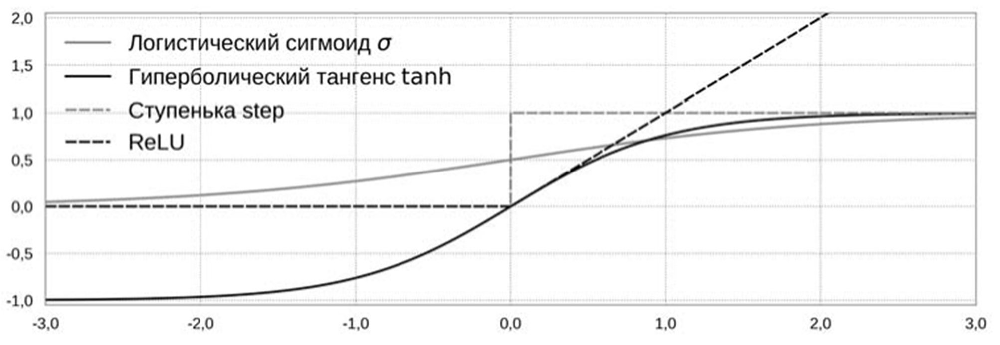 2,0
Логистический сигмоид σ
1,5
Гиперболический тангенс tanh
1,0
Ступенька step
ReLU
0,5
0,0
-0,5
-1,0
-3,0 -2,0 -1,0 0,0 1,0 2,0 3,0